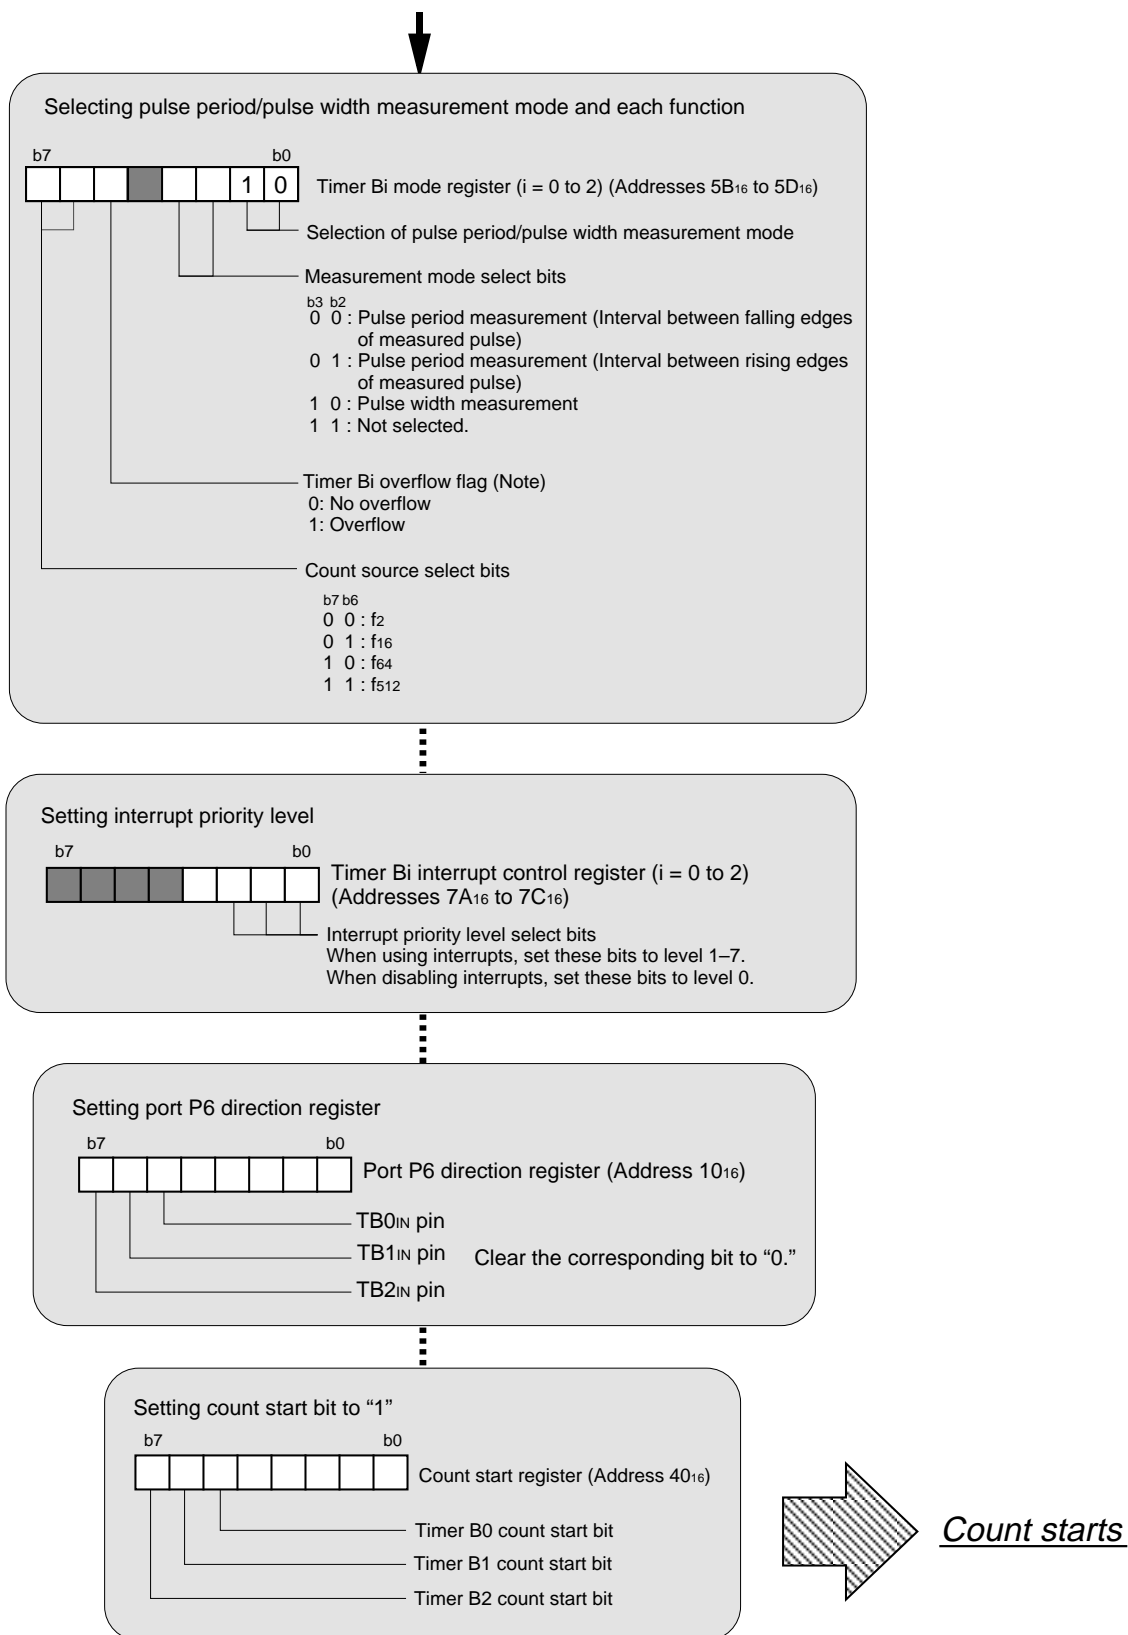 Selecting pulse period/pulse width measurement mode and each function
b7 b0
1 0 Timer Bi mode register (i = 0 to 2) (Addresses 5B16 to 5D16)
Selection of pulse period/pulse width measurement mode
Measurement mode select bits
b3 b2
0 0 : Pulse period measurement (Interval between falling edges
of measured pulse)
0 1 : Pulse period measurement (Interval between rising edges
of measured pulse)
1 0 : Pulse width measurement
1 1 : Not selected.
Timer Bi overflow flag (Note)
0: No overflow
1: Overflow
Count source select bits
b7 b6
0 0 : f2
0 1 : f16
1 0 : f64
1 1 : f512
Setting interrupt priority level
b7 b0
Timer Bi interrupt control register (i = 0 to 2)
(Addresses 7A16 to 7C16)
Interrupt priority level select bits
When using interrupts, set these bits to level 1–7.
When disabling interrupts, set these bits to level 0.
Setting port P6 direction register
b7 b0
Port P6 direction register (Address 1016)
TB0IN pin
TB1IN pin Clear the corresponding bit to “0.”
TB2IN pin
Setting count start bit to “1”
b7 b0
Count start register (Address 4016)
Timer B0 count start bit
Timer B1 count start bit
Timer B2 count start bit
Count starts